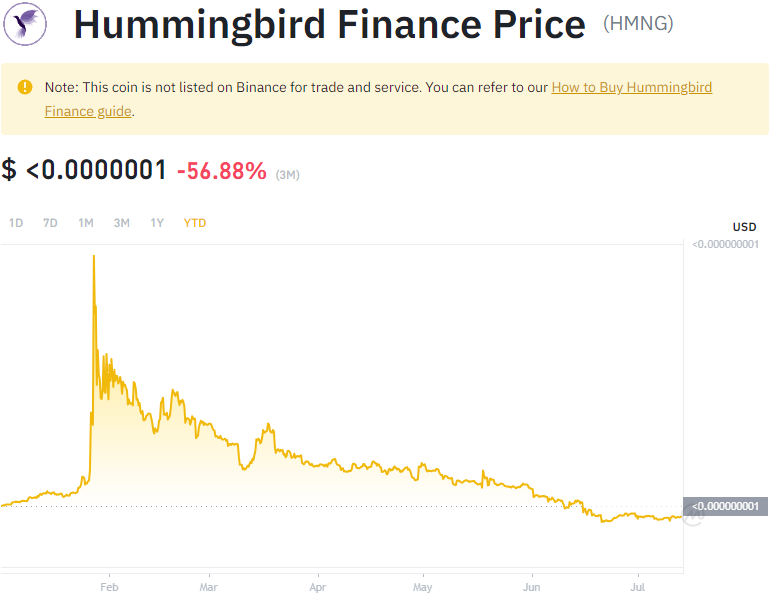 Hummingbird Finance Price (HMNG)
Note: This coin is not listed on Binance for trade and service. You can refer to our How to Buy Hummingbird
Finance guide.
$ <0.0000001 -56.88% (3M)
1D 7D 1M 3M 1Y YTD
USD
<0.000000001
<0.000000001
Feb Mar Apr May Jun Jul